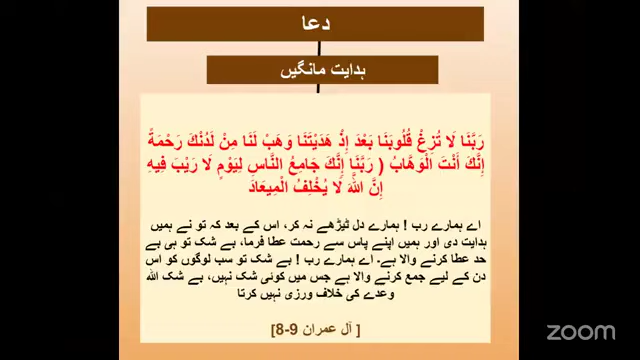 دعا
ہدایت مانگیں
رَبَّنَا لَا تُزِغْ قُلُوبَنَا بَعْدَ إِذْ هَدَيْتَنَا وَهَبْ لَنَا مِنْ لَدُنْكَ رَحْمَةً
إِنَّكَ أَنْتَ الْوَهَّابُ ( رَبَّنَا إِنَّكَ جَامِعُ النَّاسِ لِيَوْمٍ لَا رَيْبَ فِيهِ
إِنَّ اللَّهَ لَا يُخْلِفُ الْمِيعَادَ
اے ہمارے رب ! ہمارے دل ٹیڑھے نہ کر، اس کے بعد کہ تو نے ہمیں
ہدایت دی اور ہمیں اپنے پاس سے رحمت عطا فرما، بے شک تو ہی بے
حد عطا کرنے والا ہے۔ اے ہمارے رب ! بے شک تو سب لوگوں کو اس
دن کے لیے جمع کرنے والا ہے جس میں کوئی شک نہیں، بے شک اللہ
وعدے کی خلاف ورزی نہیں کرتا
[ آل عمران 9-8]
zoom